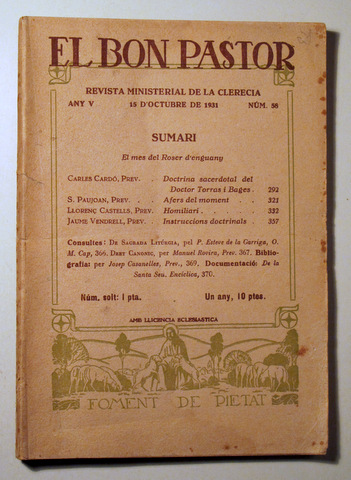 EL BON PASTOR
REVISTA MINISTERIAL DE LA CLERECIA
ANY V 15 D'OCTUBRE DE 1931 NÚM. 58
SUMARI
El mes del Roser d'enguany
CARLES CARDÓ, PREV. . Doctrina sacerdotal del
Doctor Torras i Bages . 292
S. PAUJOAN, PREV. . . Afers del moment . . 321
LLORENÇ CASTELLS, PREV. Homiliari . . . . . 332
JAUME VENDRELL, PREV. . Instruccions doctrinals . 357
Consultes: DE SAGRADA LITÚRGIA, pel P. Esteve de la Garriga, O.
M. Cap, 366. DRET CANÒNIC, per Manuel Rovira, Prev. 367. Biblio-
grafia: per Josep Casanelles, Prev., 369. Documentació: De la
Santa Seu. Encíclica, 370.
Núm. solt: 1 pta. Un any, 10 ptes.
AMB LLICENCIA ECLESIASTICA
FOMENT DE PIETAT